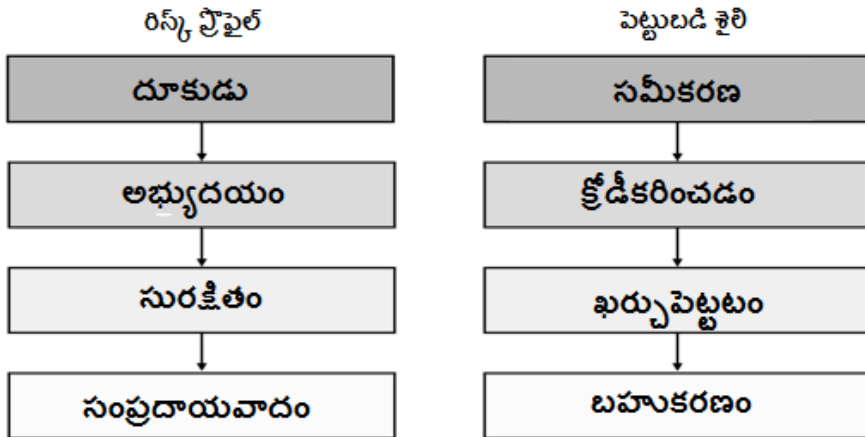 రిస్క్ ప్రొఫైల్
దూకుడు
అభ్యుదయం
సురక్షితం
సంప్రదాయవాదం
పెట్టుబడి శైలి
సమీకరణ
క్రోడీకరించడం
ఖర్చుపెట్టటం
బహుకరణం